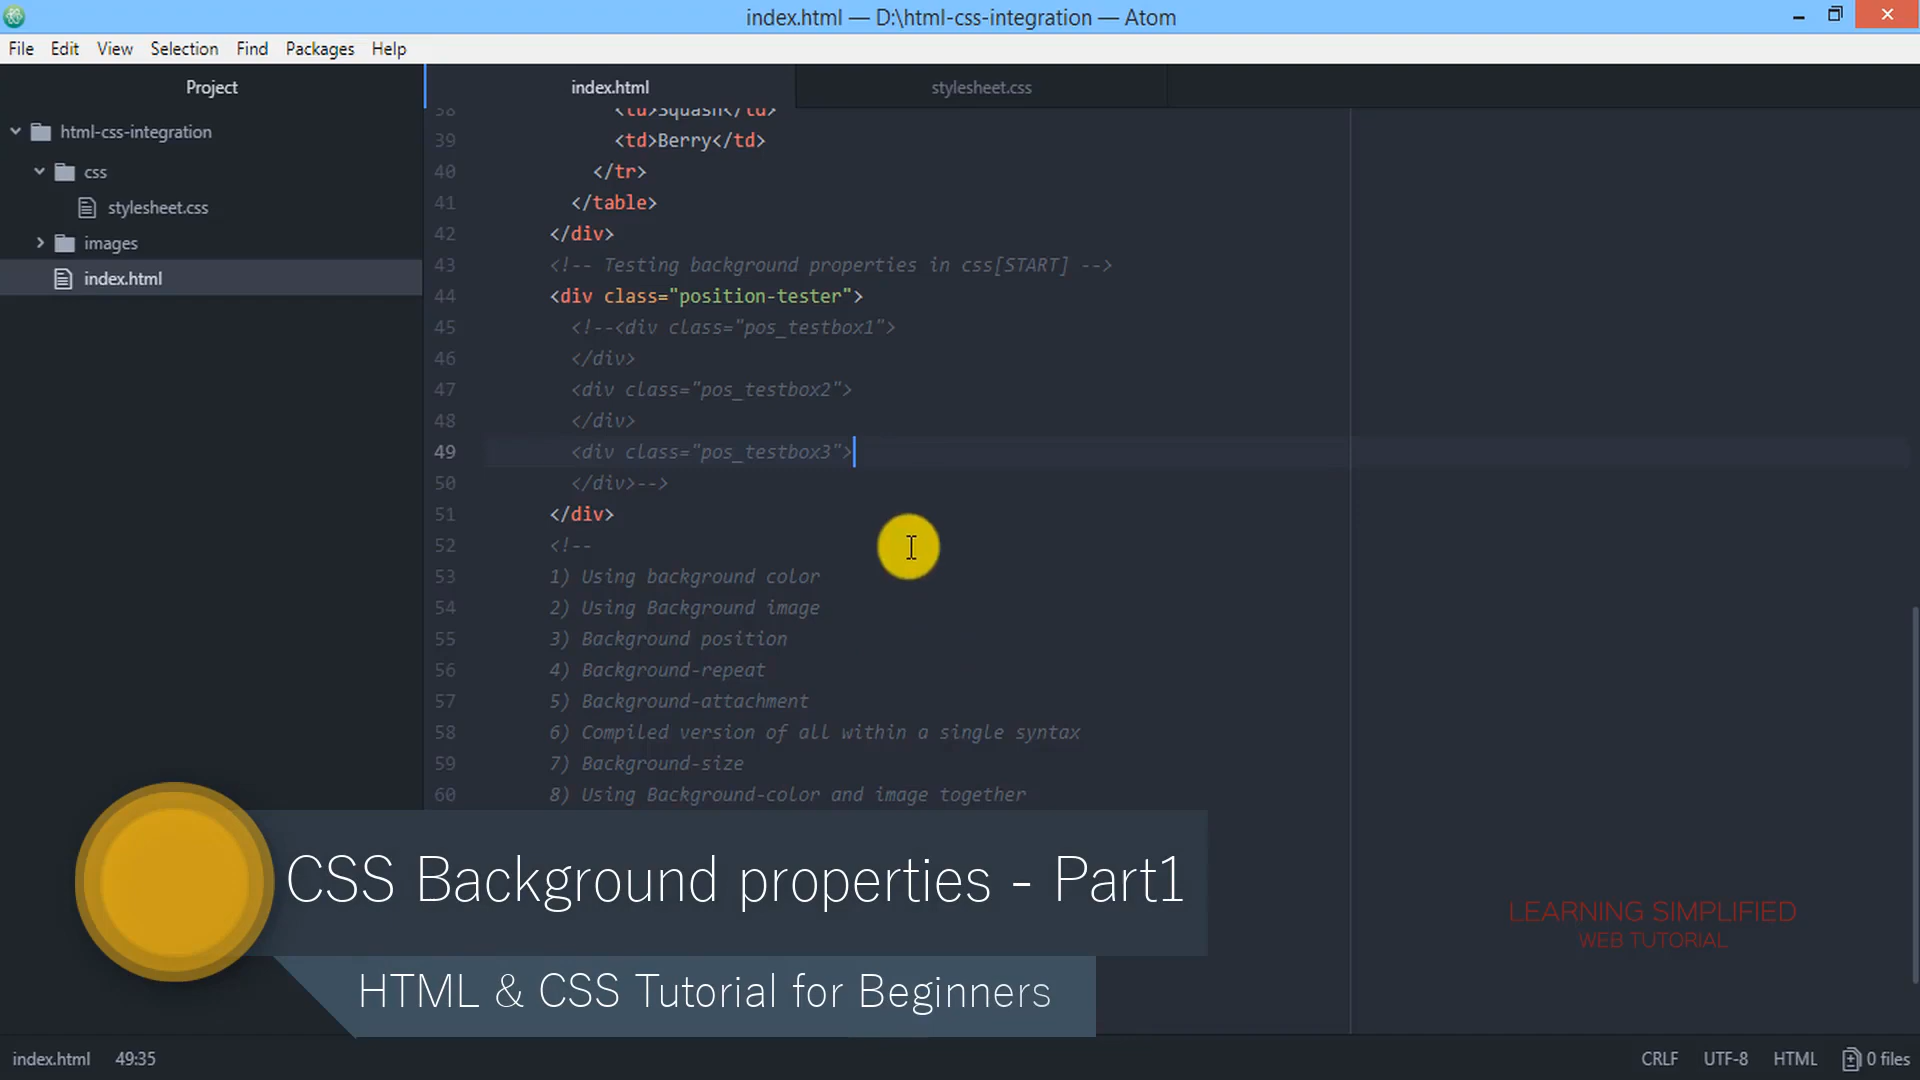 index.html — D:\html-css-integration — Atom
File Edit View Selection Find Packages Help
Project
html-css-integration
css
stylesheet.css
images
index.html
index.html stylesheet.css
38 <td>Squash</td>
39 <td>Berry</td>
40 </tr>
41 </table>
42 </div>
43 <!-- Testing background properties in css[START] -->
44 <div class="position-tester">
45 <!--<div class="pos_testbox1">
46 </div>
47 <div class="pos_testbox2">
48 </div>
49 <div class="pos_testbox3">
50 </div>-->
51 </div>
52 <!--
53 1) Using background color
54 2) Using Background image
55 3) Background position
56 4) Background-repeat
57 5) Background-attachment
58 6) Compiled version of all within a single syntax
59 7) Background-size
60 8) Using Background-color and image together
CSS Background properties - Part1
HTML & CSS Tutorial for Beginners
LEARNING SIMPLIFIED
WEB TUTORIAL
index.html 49:35 CRLF UTF-8 HTML 0 files